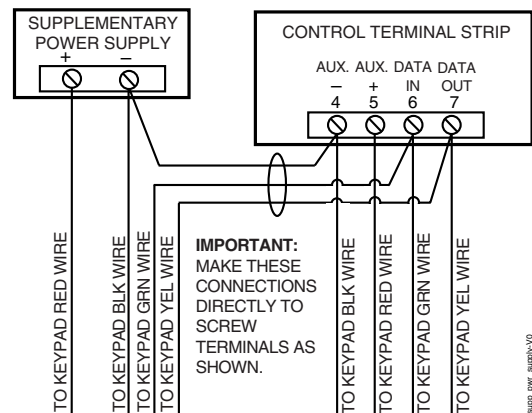 SUPPLEMENTARY
POWER SUPPLY
+ –
CONTROL TERMINAL STRIP
AUX. AUX. DATA DATA
– + IN OUT
4 5 6 7
TO KEYPAD RED WIRE
TO KEYPAD BLK WIRE
TO KEYPAD GRN WIRE
TO KEYPAD YEL WIRE
IMPORTANT:
MAKE THESE
CONNECTIONS
DIRECTLY TO
SCREW
TERMINALS AS
SHOWN.
TO KEYPAD BLK WIRE
TO KEYPAD RED WIRE
TO KEYPAD GRN WIRE
TO KEYPAD YEL WIRE